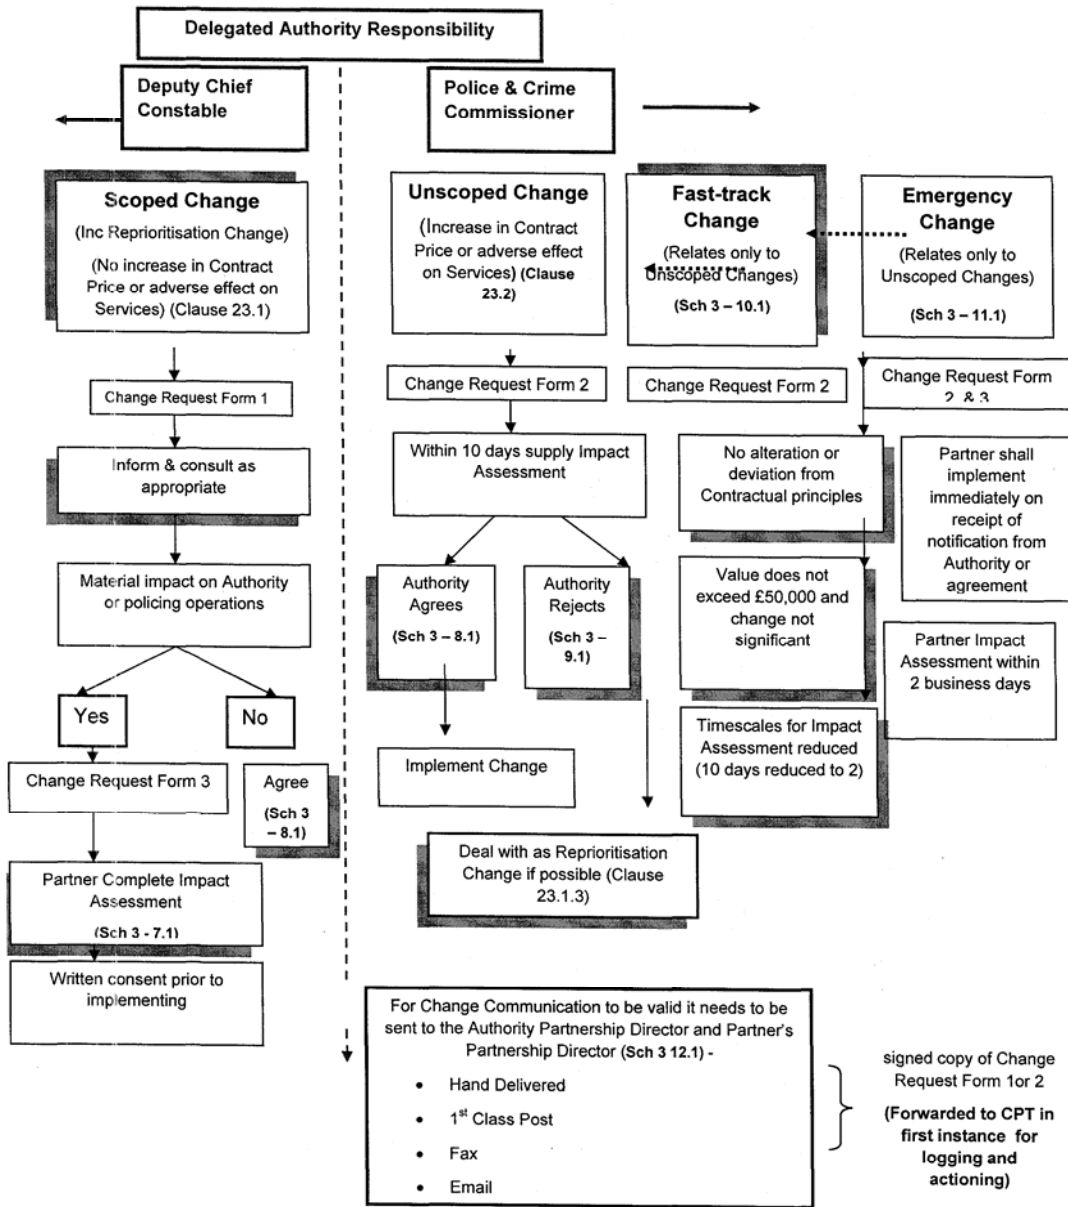 Delegated Authority Responsibility
Deputy Chief
Constable
Police & Crime
Commissioner
Scoped Change
(Inc Reprioritisation Change)
(No increase in Contract
Price or adverse effect on
Services) (Clause 23.1)
Unscoped Change
(Increase in Contract
Price or adverse effect
on Services) (Clause
23.2)
Fast-track
Change
(Relates only to
Unscoped Changes)
(Sch 3 – 10.1)
Emergency
Change
(Relates only to
Unscoped Changes)
(Sch 3 – 11.1)
Change Request Form 1
Change Request Form 2
Change Request Form 2
Change Request Form
2 & 3
Inform & consult as
appropriate
Within 10 days supply Impact
Assessment
No alteration or
deviation from
Contractual principles
Partner shall
implement
immediately on
receipt of
notification from
Authority or
agreement
Material impact on Authority
or policing operations
Authority
Agrees
(Sch 3 – 8.1)
Authority
Rejects
(Sch 3 –
9.1)
Value does not
exceed £50,000 and
change not
significant
Partner Impact
Assessment within
2 business days
Yes
No
Timescales for Impact
Assessment reduced
(10 days reduced to 2)
Change Request Form 3
Agree
(Sch 3
– 8.1)
Implement Change
Partner Complete Impact
Assessment
(Sch 3 - 7.1)
Deal with as Reprioritisation
Change if possible (Clause
23.1.3)
Written consent prior to
implementing
For Change Communication to be valid it needs to be
sent to the Authority Partnership Director and Partner's
Partnership Director (Sch 3 12.1) -
• Hand Delivered
• 1st Class Post
• Fax
• Email
signed copy of Change
Request Form 1or 2
(Forwarded to CPT in
first instance for
logging and
actioning)